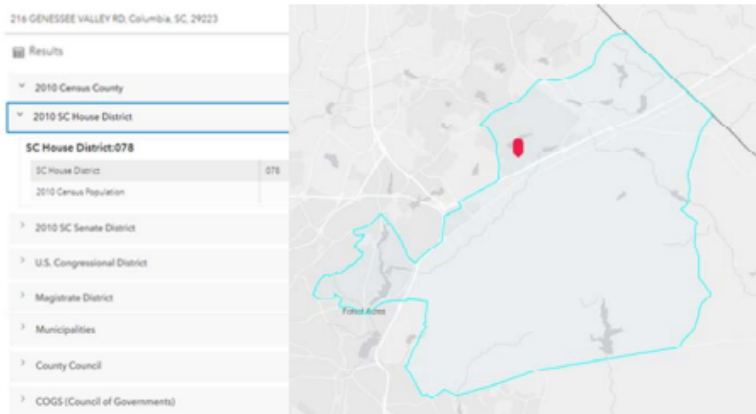 216 GENESSEE VALLEY RD, Columbia, SC, 29223
Results
2010 Census County
2010 SC House District
SC House District:078
SC House District 078
2010 Census Population
2010 SC Senate District
U.S. Congressional District
Magistrate District
Municipalities
County Council
COGS (Council of Governments)
Forest Acres